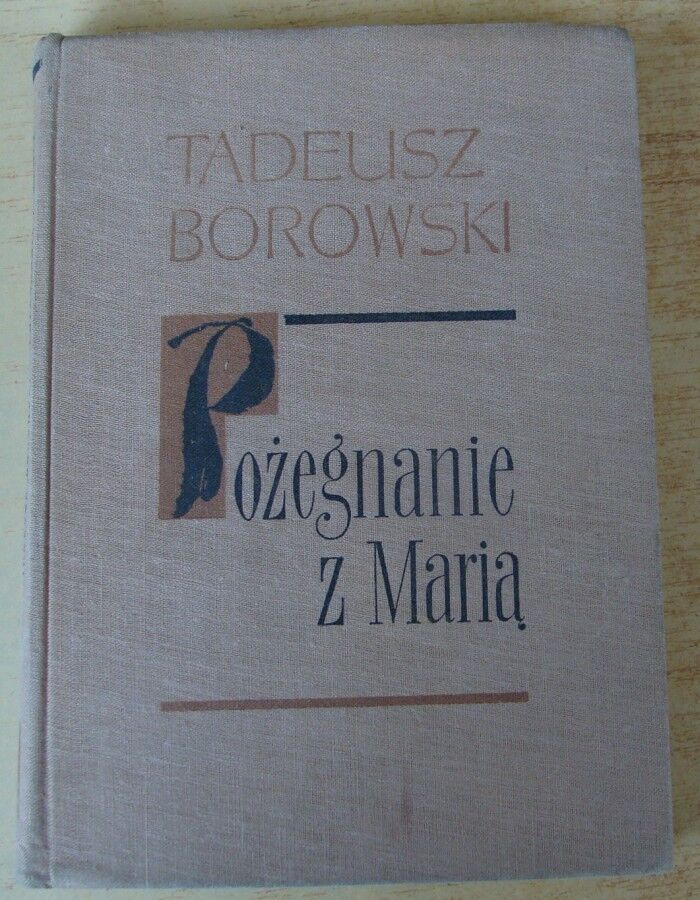 TADEUSZ
BOROWSKI
Pożegnanie
z Marią